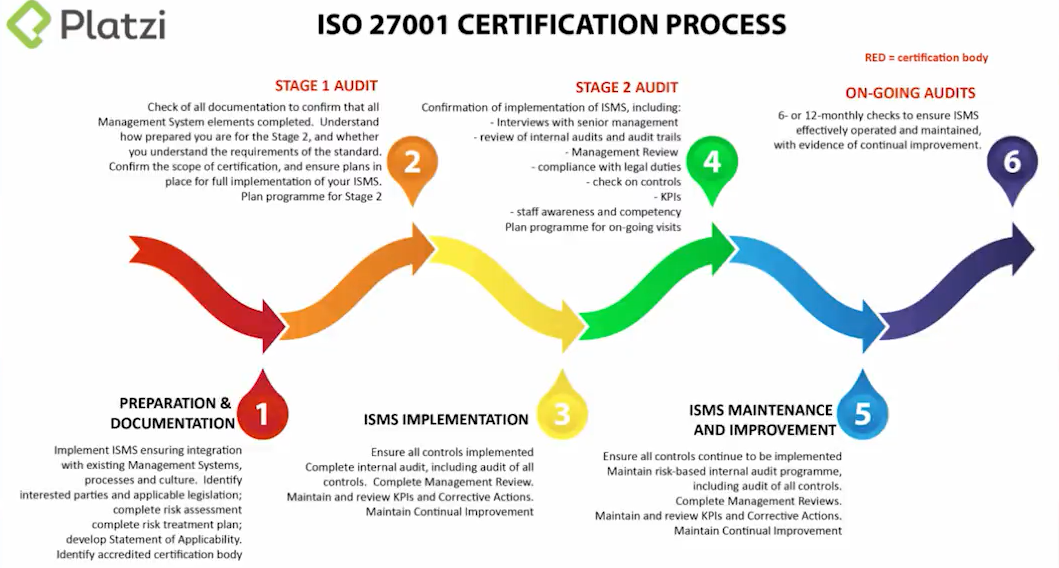 Platzi
ISO 27001 CERTIFICATION PROCESS
RED = certification body
STAGE 1 AUDIT
Check of all documentation to confirm that all
Management System elements completed. Understand
how prepared you are for the Stage 2, and whether
you understand the requirements of the standard.
Confirm the scope of certification, and ensure plans in
place for full implementation of your ISMS.
Plan programme for Stage 2
2
STAGE 2 AUDIT
Confirmation of implementation of ISMS, including:
- Interviews with senior management
- review of internal audits and audit trails
- Management Review
- compliance with legal duties
- check on controls
- KPIs
- staff awareness and competency
Plan programme for on-going visits
4
ON-GOING AUDITS
6- or 12-monthly checks to ensure ISMS
effectively operated and maintained,
with evidence of continual improvement.
6
PREPARATION &
DOCUMENTATION
1
Implement ISMS ensuring integration
with existing Management Systems,
processes and culture. Identify
interested parties and applicable legislation;
complete risk assessment
complete risk treatment plan;
develop Statement of Applicability.
Identify accredited certification body
ISMS IMPLEMENTATION
3
Ensure all controls implemented
Complete internal audit, including audit of all
controls. Complete Management Review.
Maintain and review KPIs and Corrective Actions.
Maintain Continual Improvement
ISMS MAINTENANCE
AND IMPROVEMENT
5
Ensure all controls continue to be implemented
Maintain risk-based internal audit programme,
including audit of all controls.
Complete Management Reviews.
Maintain and review KPIs and Corrective Actions.
Maintain Continual Improvement